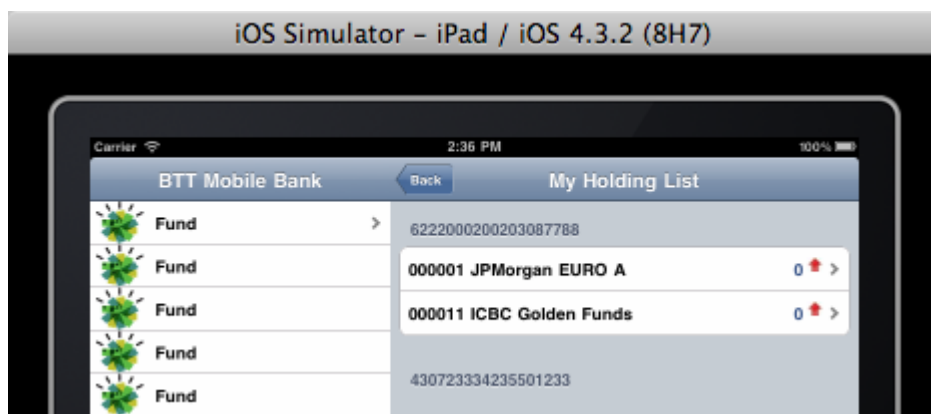 iOS Simulator – iPad / iOS 4.3.2 (8H7)
Carrier 2:36 PM 100%
BTT Mobile Bank
Back My Holding List
Fund
Fund
Fund
Fund
Fund
6222000200203087788
000001 JPMorgan EURO A 0
000011 ICBC Golden Funds 0
430723334235501233